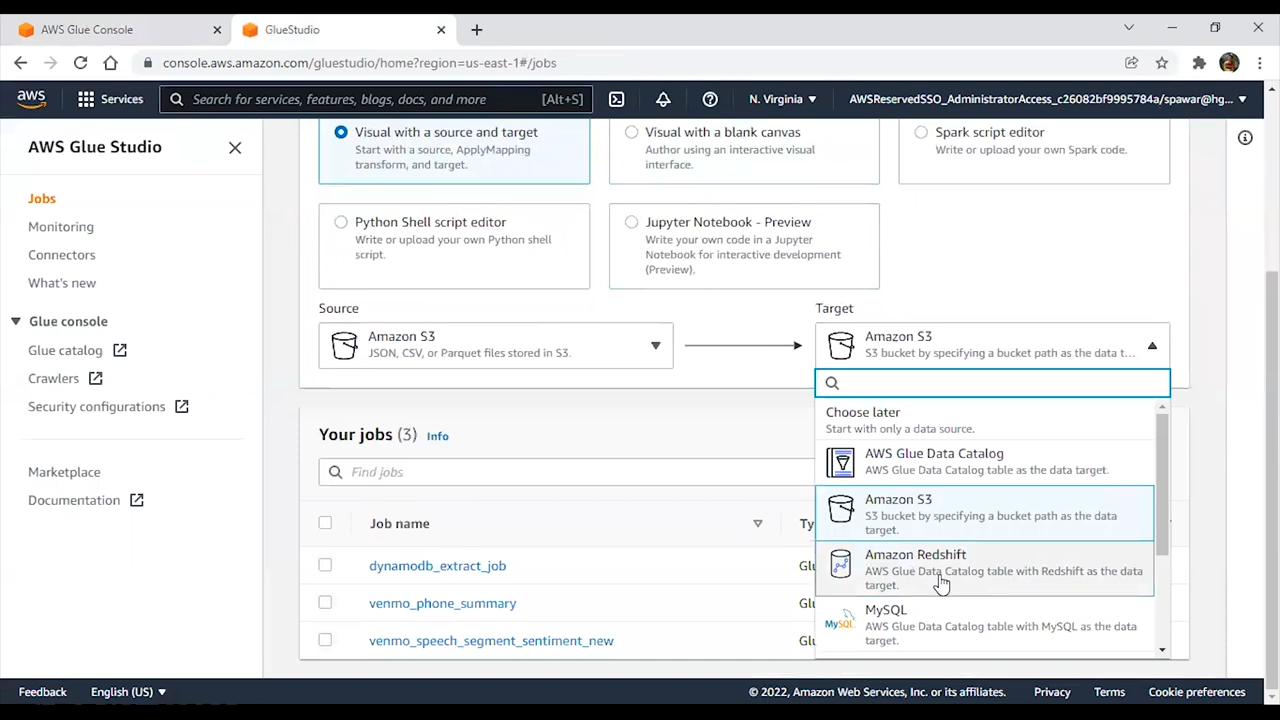 AWS Glue Console
GlueStudio
console.aws.amazon.com/gluestudio/home?region=us-east-1#/jobs
aws
Services
Search for services, features, blogs, docs, and more
[Alt+S]
N. Virginia
AWSReservedSSO_AdministratorAccess_c26082bf9995784a/spawar@hg...
AWS Glue Studio
Jobs
Monitoring
Connectors
What's new
Glue console
Glue catalog
Crawlers
Security configurations
Marketplace
Documentation
Visual with a source and target
Start with a source, ApplyMapping
transform, and target.
Visual with a blank canvas
Author using an interactive visual
interface.
Spark script editor
Write or upload your own Spark code.
Python Shell script editor
Write or upload your own Python shell
script.
Jupyter Notebook - Preview
Write your own code in a Jupyter
Notebook for interactive development
(Preview).
Source
Amazon S3
JSON, CSV, or Parquet files stored in S3.
Target
Amazon S3
S3 bucket by specifying a bucket path as the data t...
Choose later
Start with only a data source.
AWS Glue Data Catalog
AWS Glue Data Catalog table as the data target.
Amazon S3
S3 bucket by specifying a bucket path as the data
target.
Amazon Redshift
AWS Glue Data Catalog table with Redshift as the data
target.
MySQL
MySQL
AWS Glue Data Catalog table with MySQL as the data
target.
Your jobs (3) Info
Find jobs
Job name
Ty
dynamodb_extract_job
Glu
venmo_phone_summary
Glu
venmo_speech_segment_sentiment_new
Glu
Feedback
English (US)
© 2022, Amazon Web Services, Inc. or its affiliates.
Privacy
Terms
Cookie preferences